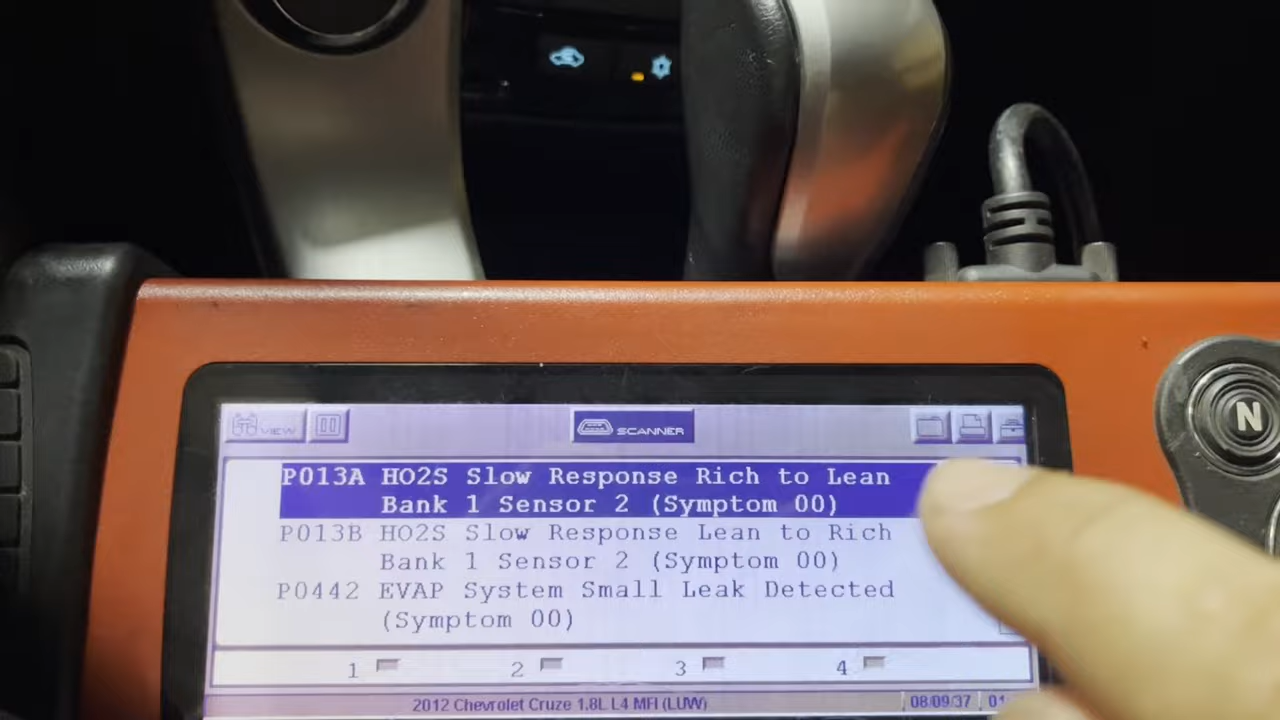 VIEW
SCANNER
N
P013A HO2S Slow Response Rich to Lean
Bank 1 Sensor 2 (Symptom 00)
P013B HO2S Slow Response Lean to Rich
Bank 1 Sensor 2 (Symptom 00)
P0442 EVAP System Small Leak Detected
(Symptom 00)
1 2 3 4
2012 Chevrolet Cruze 1.8L L4 MFI (LUW) 08/09/37